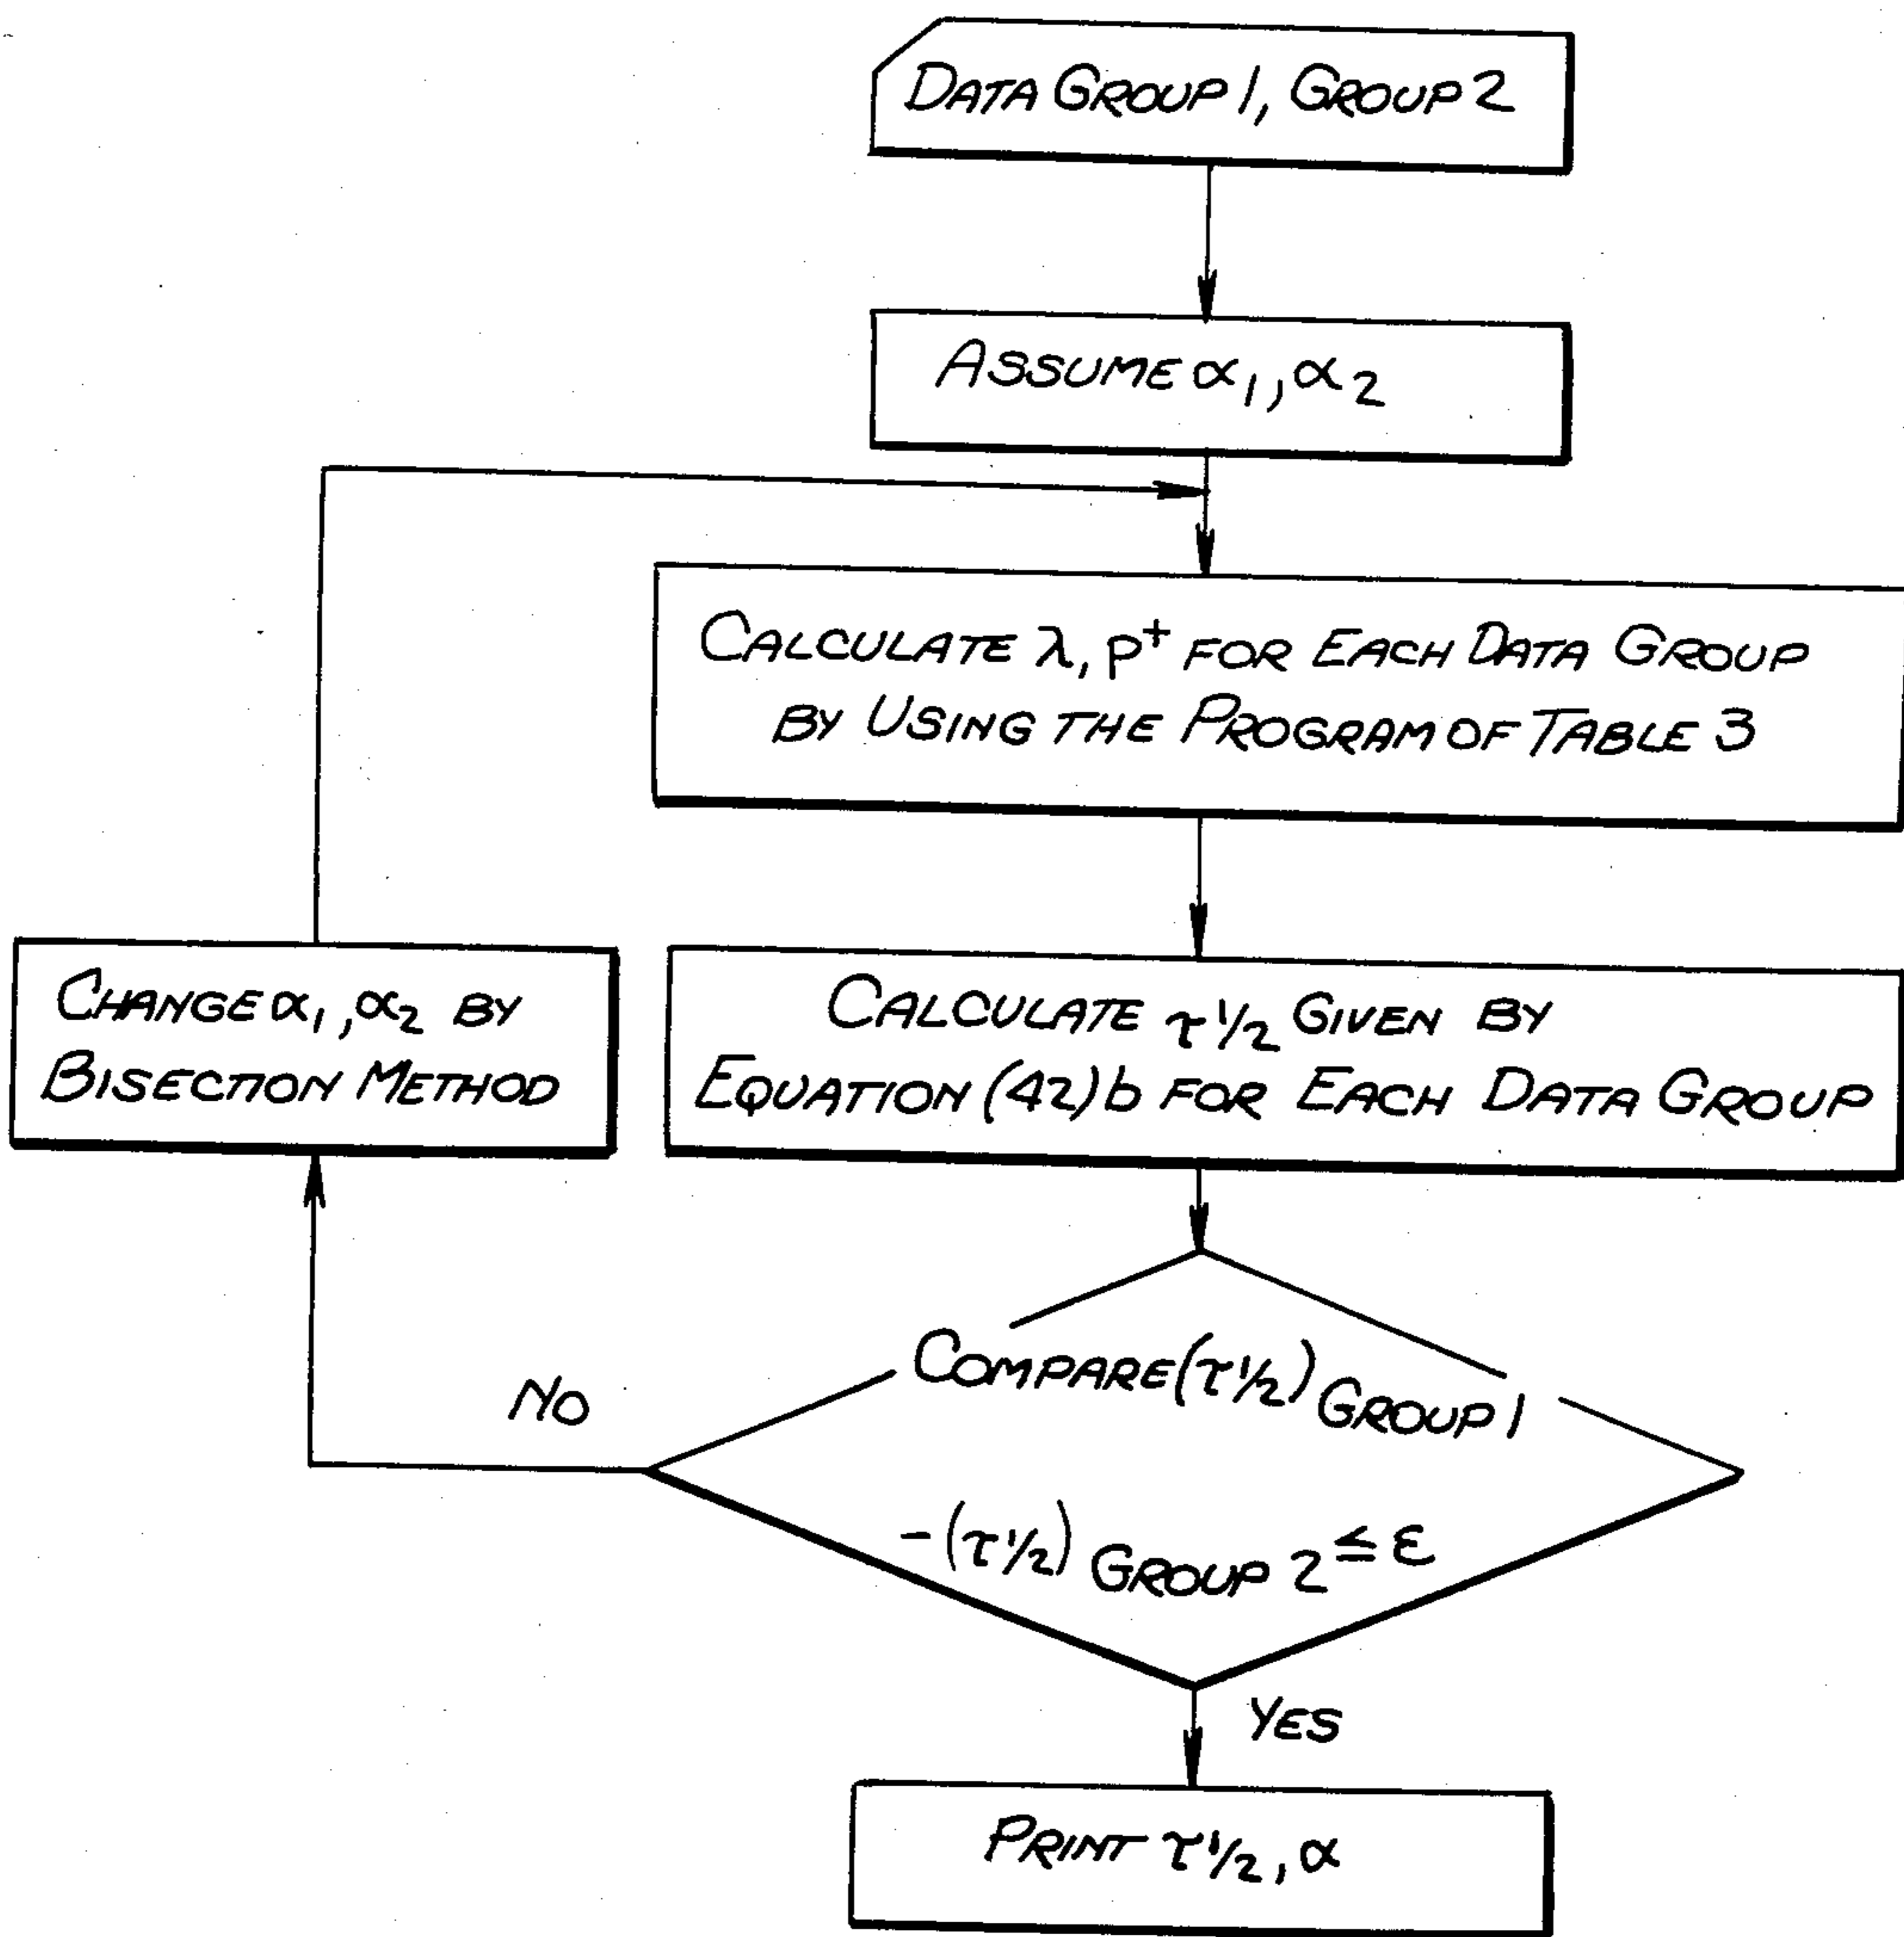 DATA GROUP 1, GROUP 2
ASSUME α₁, α₂
CALCULATE λ, p⁺ FOR EACH DATA GROUP
BY USING THE PROGRAM OF TABLE 3
CHANGE α₁, α₂ BY
BISECTION METHOD
CALCULATE τ½ GIVEN BY
EQUATION (42)b FOR EACH DATA GROUP
COMPARE (τ½) GROUP 1
NO
-(τ½) GROUP 2 ≤ ε
YES
PRINT τ½, α